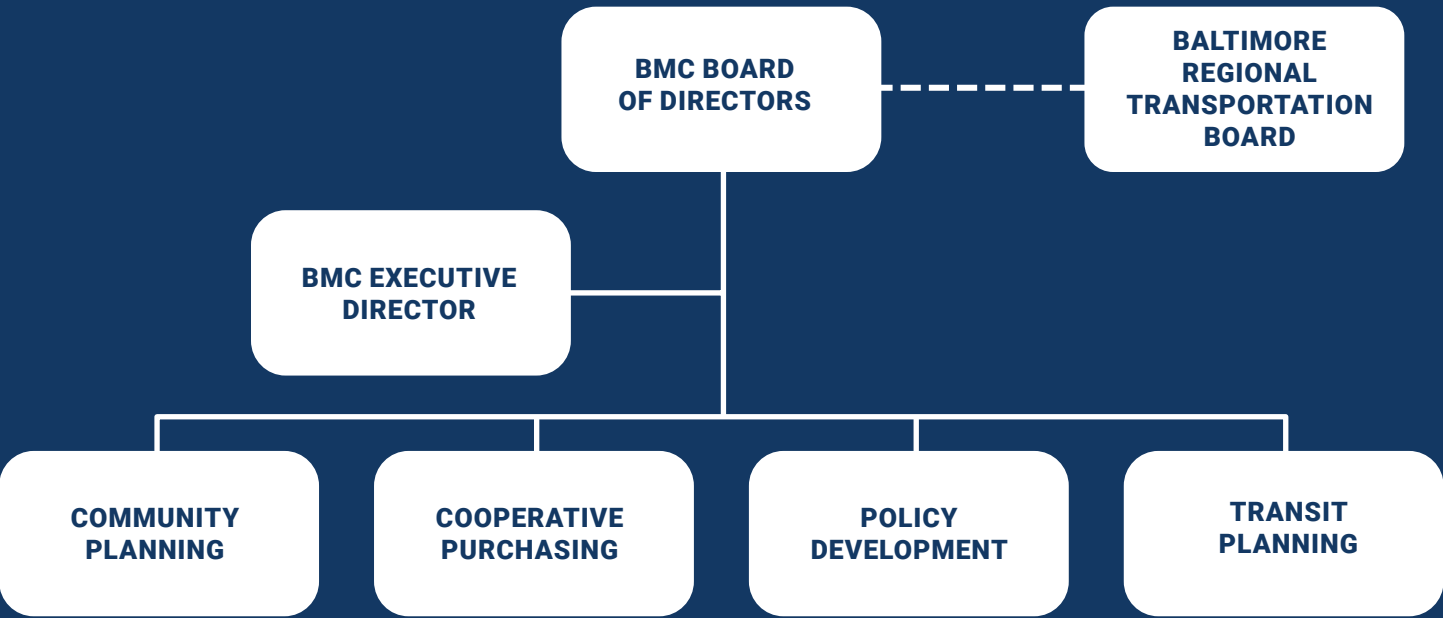 BMC BOARD
OF DIRECTORS
BALTIMORE
REGIONAL
TRANSPORTATION
BOARD
BMC EXECUTIVE
DIRECTOR
COMMUNITY
PLANNING
COOPERATIVE
PURCHASING
POLICY
DEVELOPMENT
TRANSIT
PLANNING